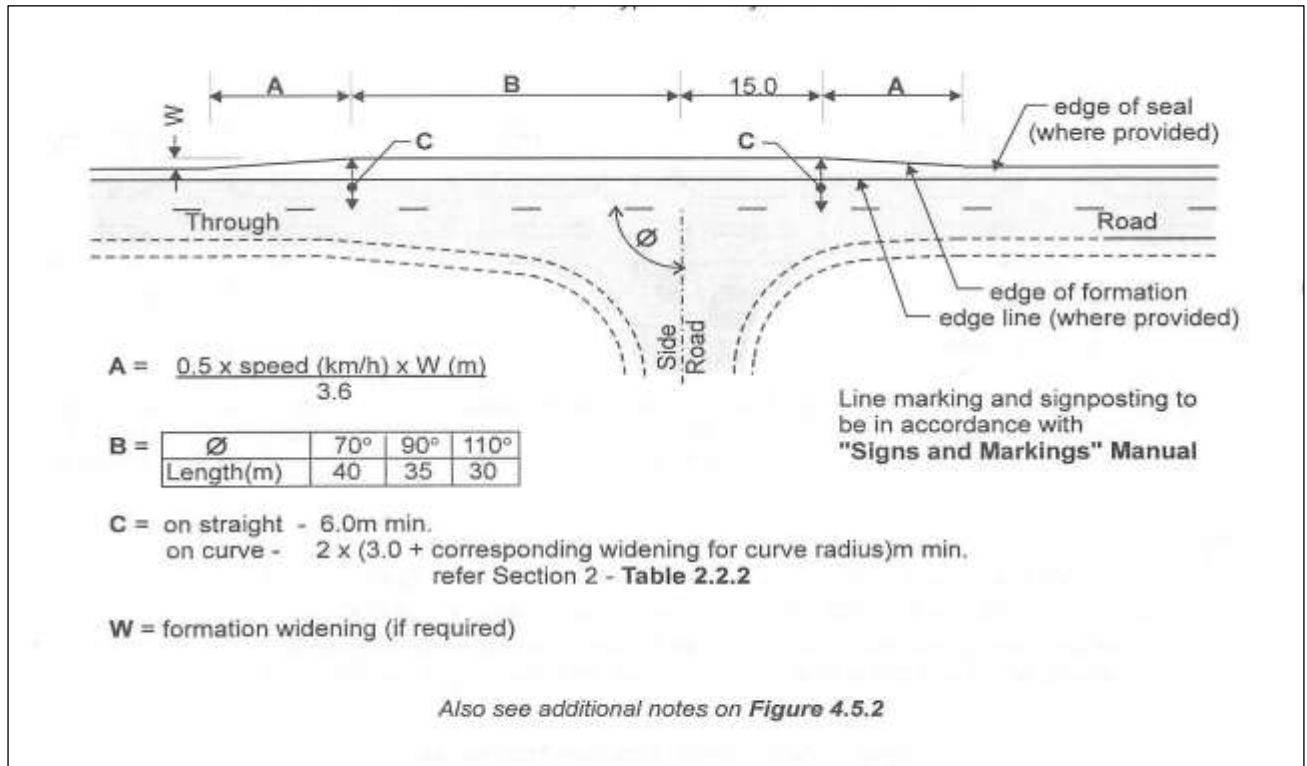 A
B
15.0
A
W
C
C
edge of seal
(where provided)
Through
Road
Ø
edge of formation
edge line (where provided)
Side
Road
A = 0.5 x speed (km/h) x W (m)
3.6
Line marking and signposting to
be in accordance with
"Signs and Markings" Manual
B = Ø 70° 90° 110°
Length(m) 40 35 30
C = on straight - 6.0m min.
on curve - 2 x (3.0 + corresponding widening for curve radius)m min.
refer Section 2 - Table 2.2.2
W = formation widening (if required)
Also see additional notes on Figure 4.5.2